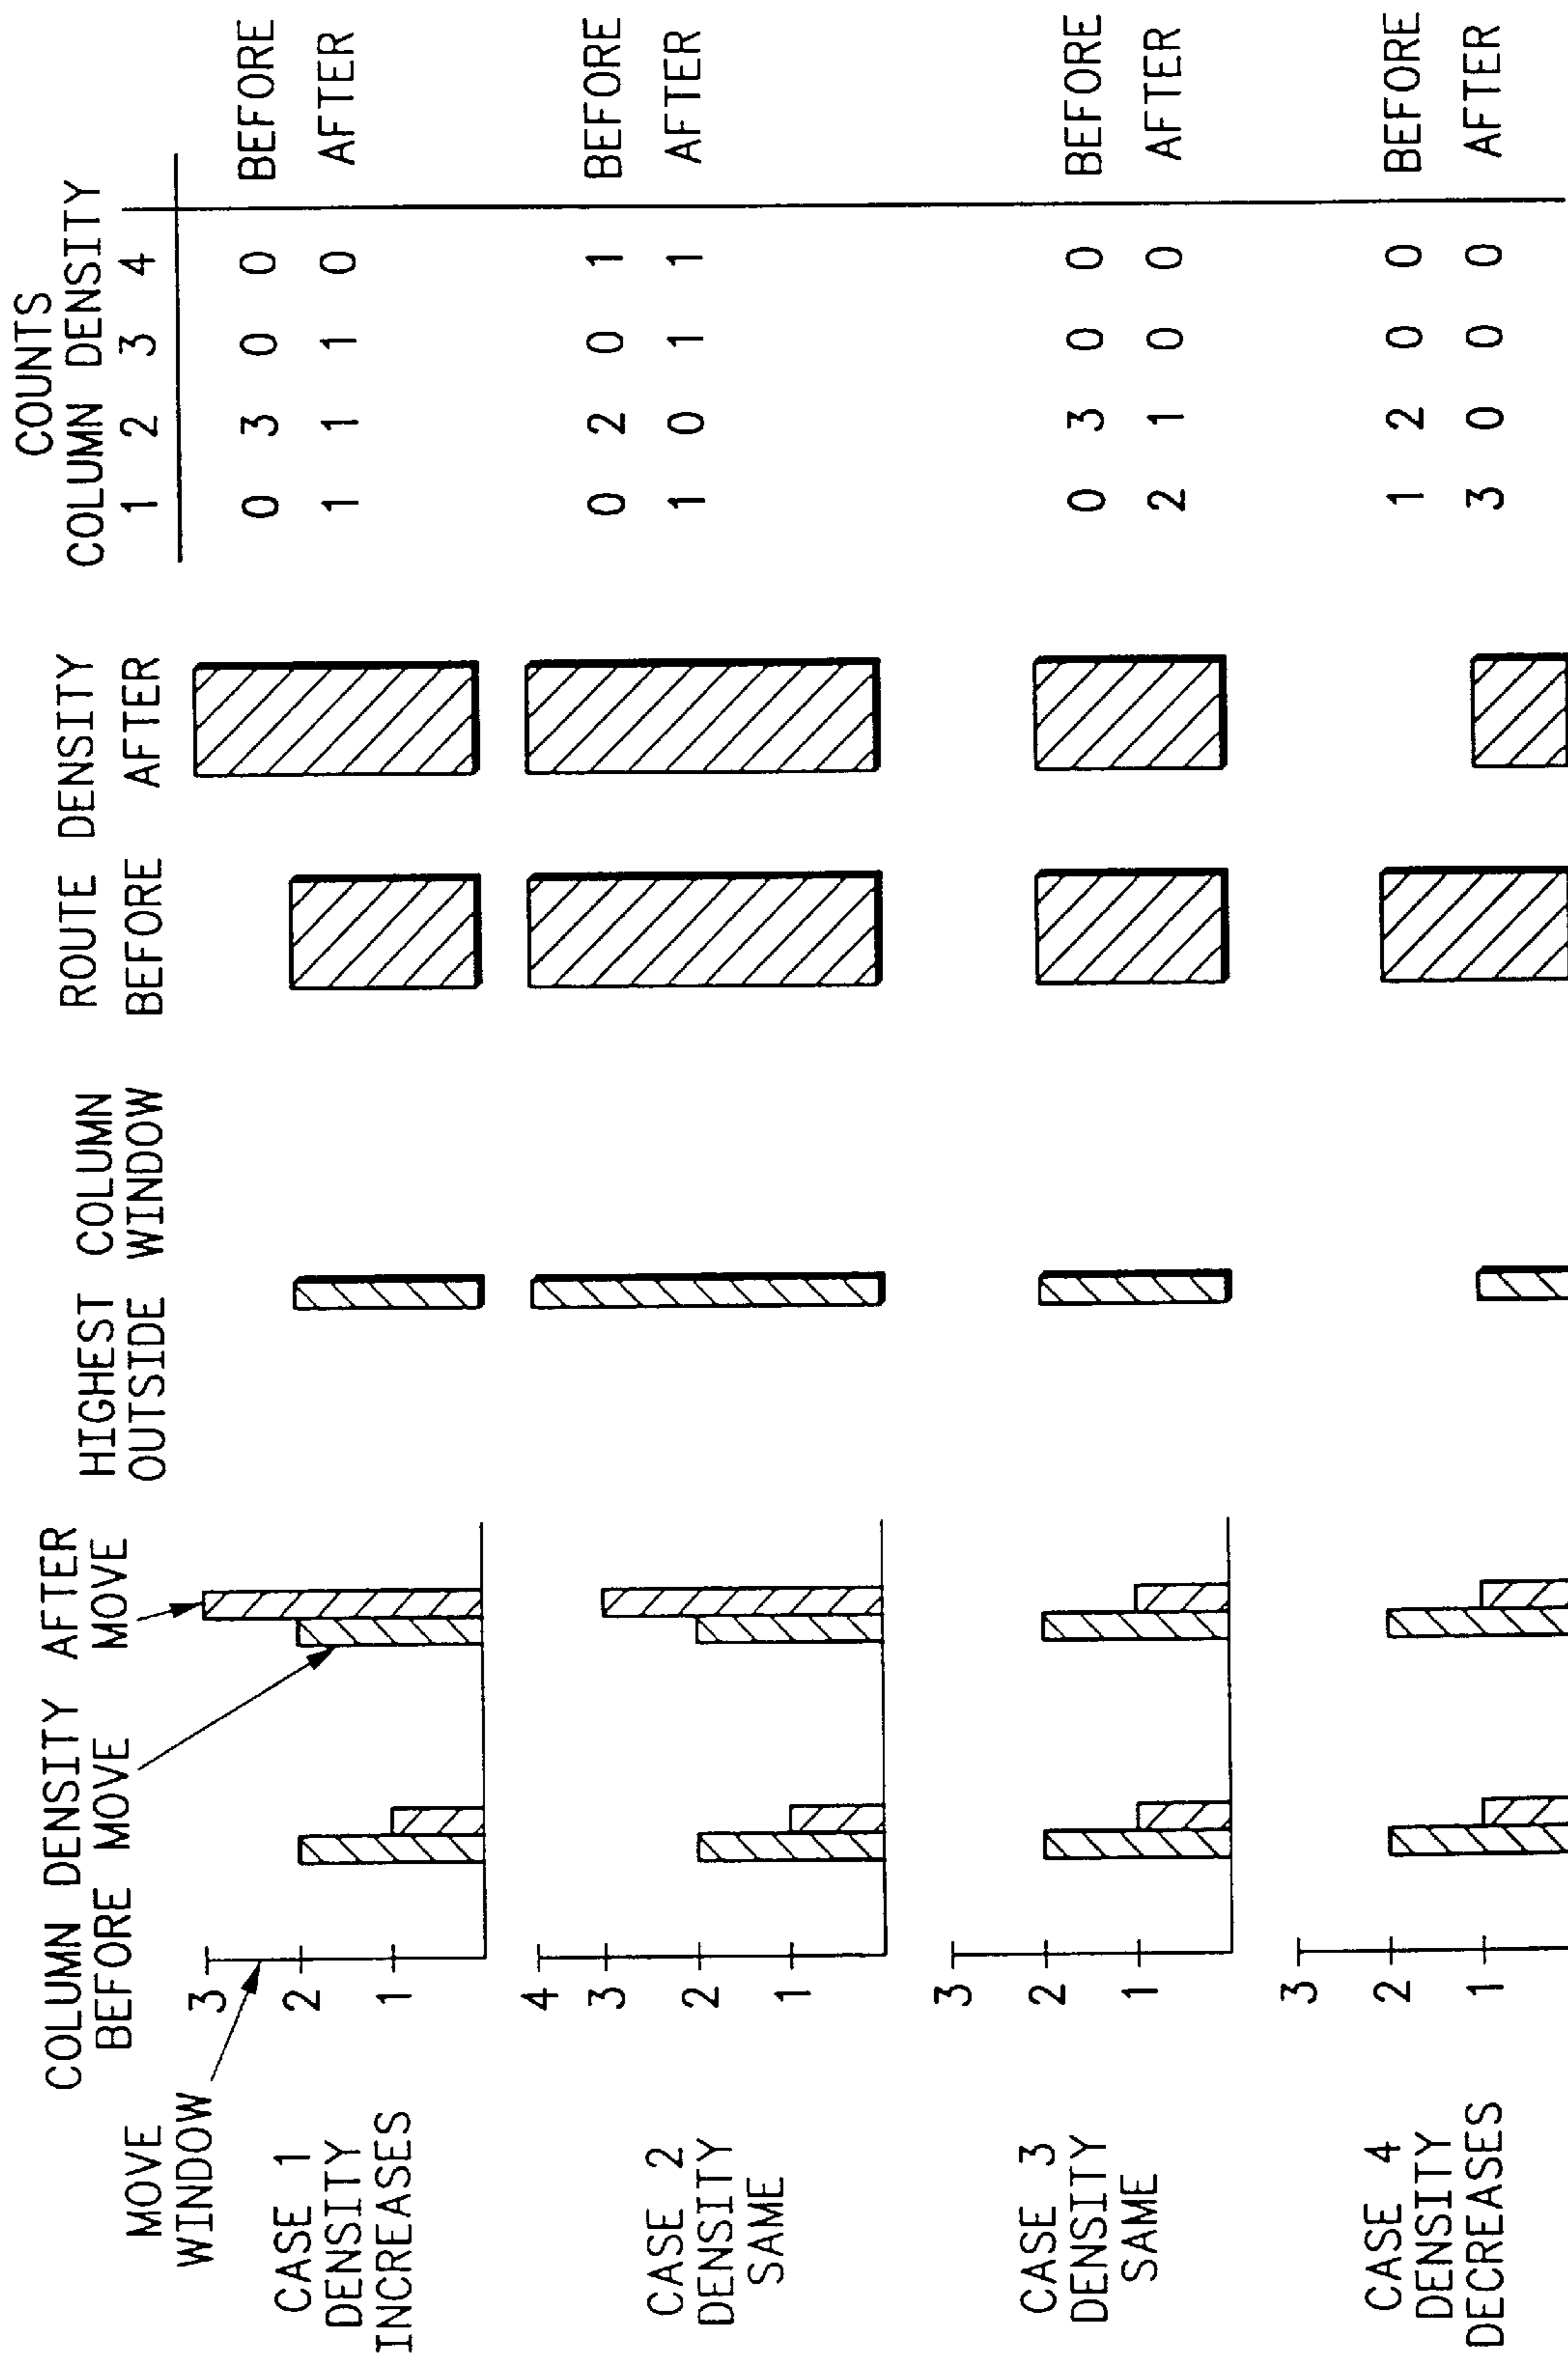 COLUMN DENSITY AFTER
BEFORE MOVE MOVE
HIGHEST COLUMN
OUTSIDE WINDOW
ROUTE DENSITY
BEFORE AFTER
COUNTS
COLUMN DENSITY
1 2 3 4
MOVE
WINDOW
CASE 1
DENSITY
INCREASES
3
2
1
0 3 0 0 BEFORE
1 1 1 0 AFTER
CASE 2
DENSITY
SAME
4
3
2
1
0 2 0 1 BEFORE
1 0 1 1 AFTER
CASE 3
DENSITY
SAME
3
2
1
0 3 0 0 BEFORE
2 1 0 0 AFTER
CASE 4
DENSITY
DECREASES
3
2
1
1 2 0 0 BEFORE
3 0 0 0 AFTER